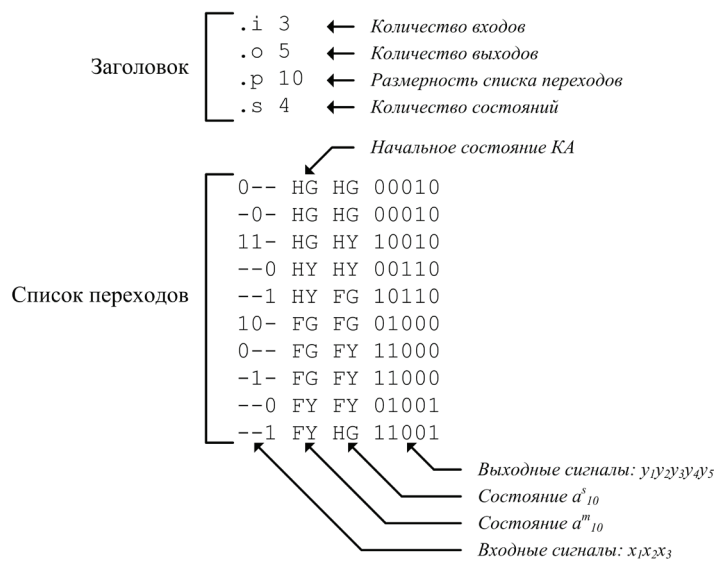 .i 3 Количество входов
.o 5 Количество выходов
Заголовок
.p 10 Размерность списка переходов
.s 4 Количество состояний
Начальное состояние КА
0-- HG HG 00010
-0- HG HG 00010
11- HG HY 10010
--0 HY HY 00110
Список переходов
--1 HY FG 10110
10- FG FG 01000
0-- FG FY 11000
-1- FG FY 11000
--0 FY FY 01001
--1 FY HG 11001
Выходные сигналы: y1y2y3y4y5
Состояние a^s_10
Состояние a^m_10
Входные сигналы: x1x2x3